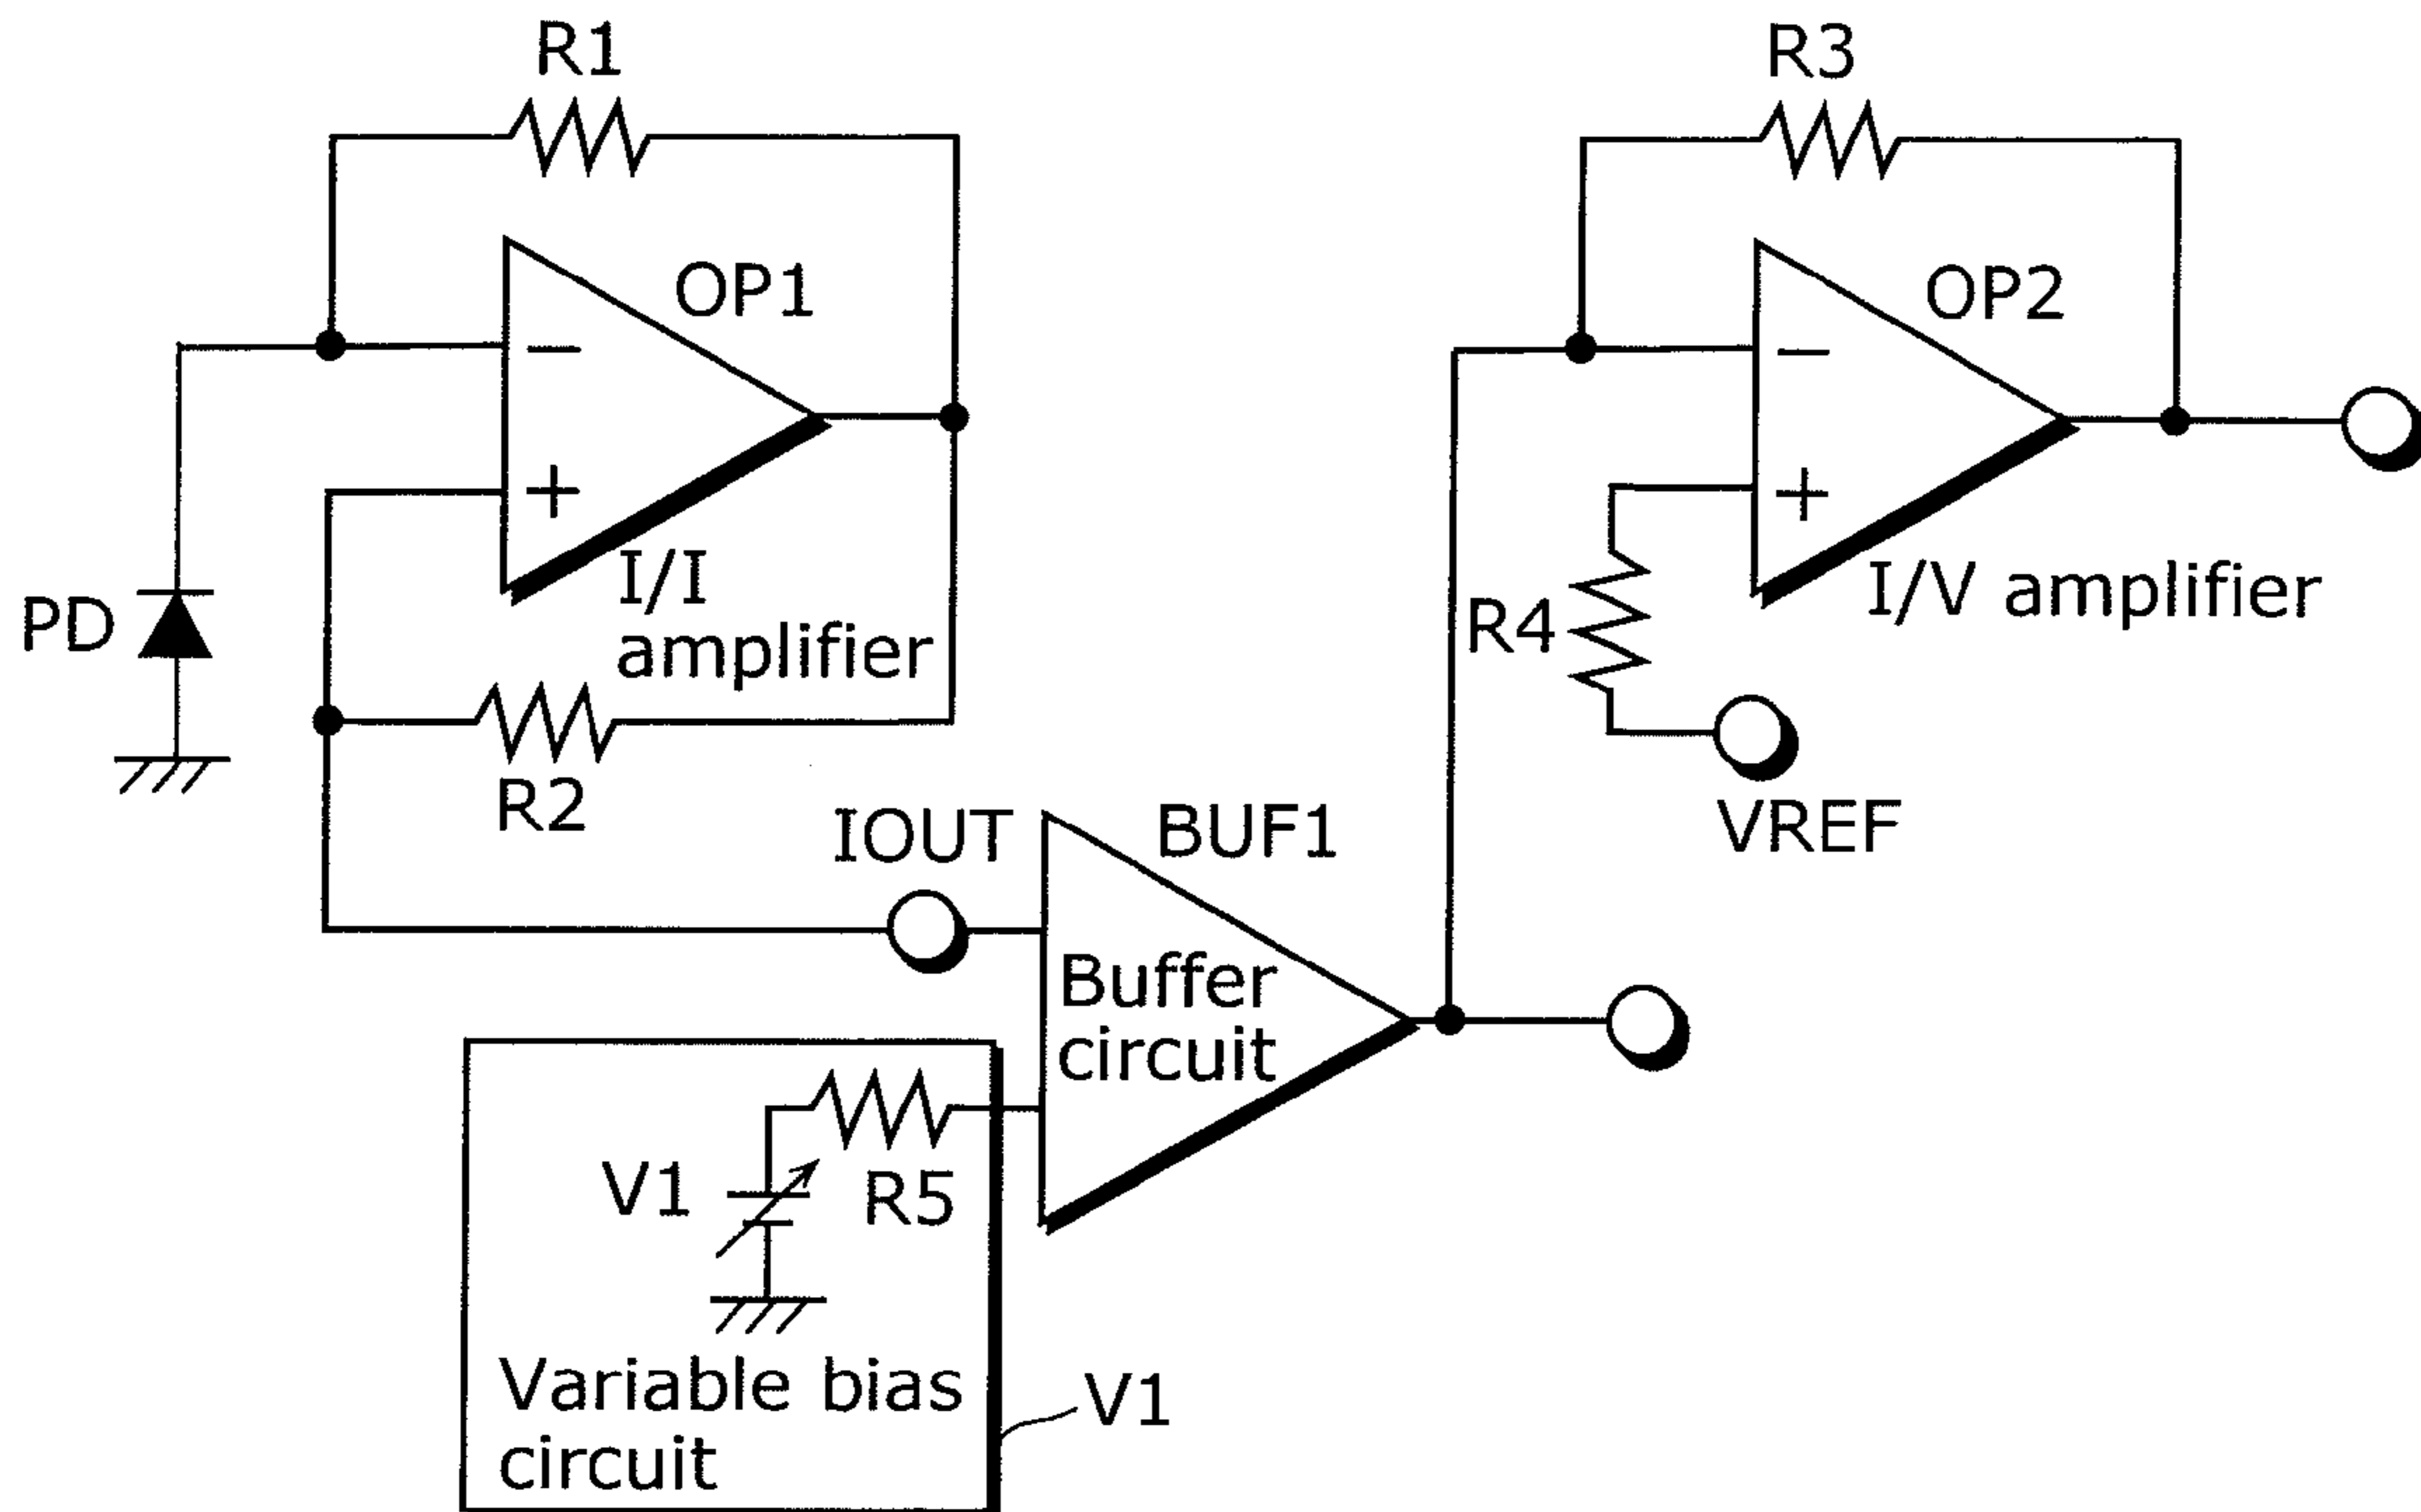 R1
R3
OP1
OP2
−
−
+
+
I/I
amplifier
I/V amplifier
PD
R4
R2
VREF
IOUT
BUF1
Buffer
circuit
V1
R5
Variable bias
circuit
V1